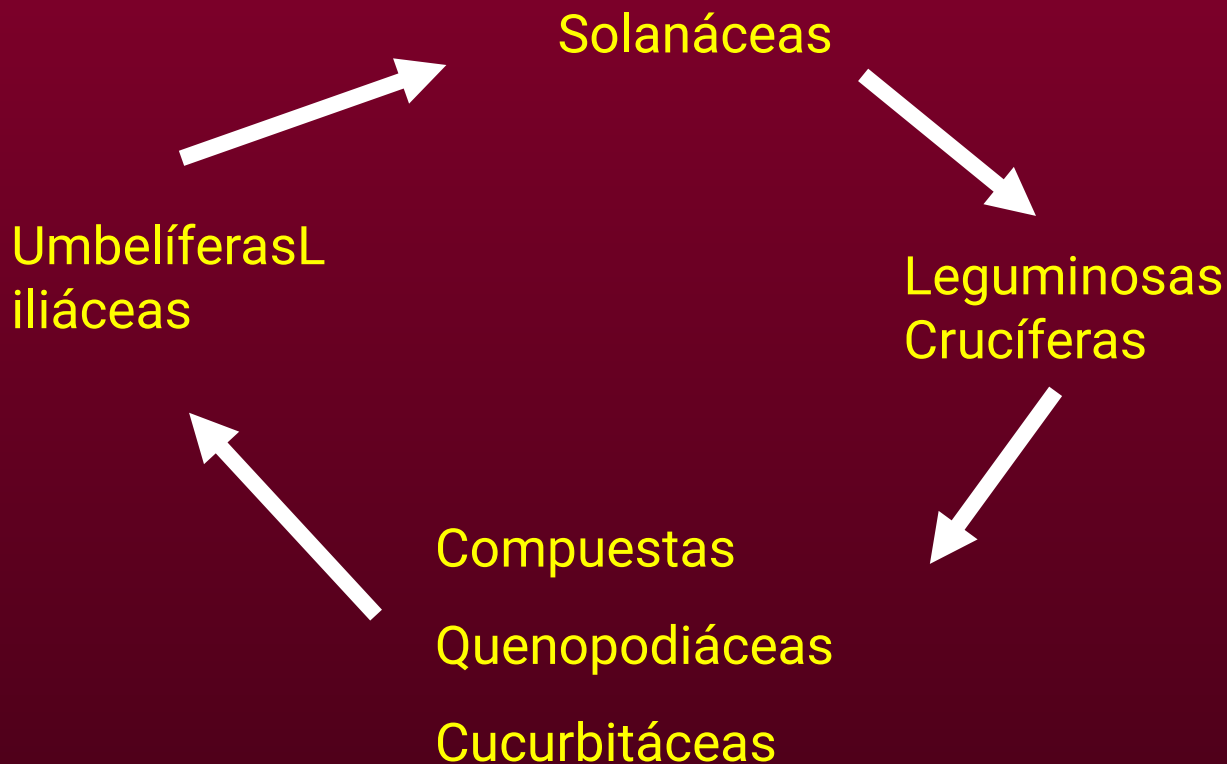 Solanáceas
UmbelíferasL
iliáceas
Leguminosas
Crucíferas
Compuestas
Quenopodiáceas
Cucurbitáceas